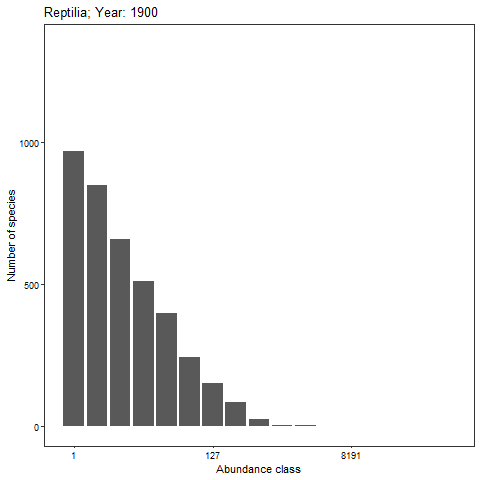 Reptilia; Year: 1900
Number of species
1000
500
0
1
127
8191
Abundance class